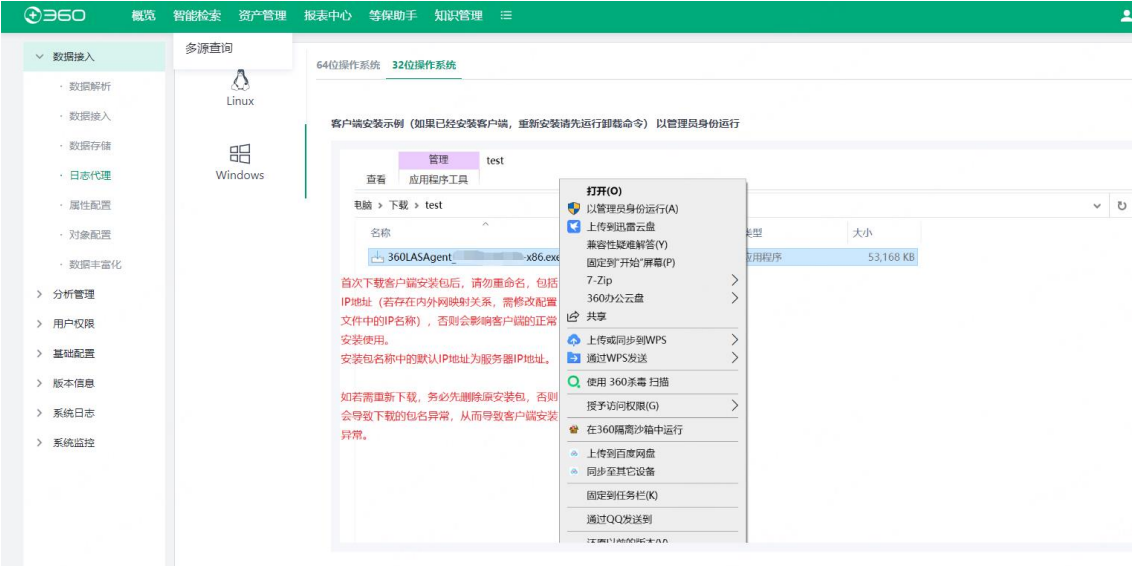 360 概览 智能检索 资产管理 报表中心 等保助手 知识管理
多源查询
数据接入
· 数据解析
· 数据接入
· 数据存储
· 日志代理
· 属性配置
· 对象配置
· 数据丰富化
分析管理
用户权限
基础配置
版本信息
系统日志
系统监控
Linux
Windows
64位操作系统 32位操作系统
客户端安装示例（如果已经安装客户端，重新安装请先运行卸载命令） 以管理员身份运行
管理 test
查看 应用程序工具
电脑 › 下载 › test
名称 类型 大小
360LASAgent_ -x86.exe 应用程序 53,168 KB
首次下载客户端安装包后，请勿重命名，包括
IP地址（若存在内外网映射关系，需修改配置
文件中的IP名称），否则会影响客户端的正常
安装使用。
安装包名称中的默认IP地址为服务器IP地址。
如若需重新下载，务必先删除原安装包，否则
会导致下载的包名异常，从而导致客户端安装
异常。
打开(O)
以管理员身份运行(A)
上传到迅雷云盘
兼容性疑难解答(Y)
固定到"开始"屏幕(P)
7-Zip
360办公云盘
共享
上传或同步到WPS
通过WPS发送
使用 360杀毒 扫描
授予访问权限(G)
在360隔离沙箱中运行
上传到百度网盘
同步至其它设备
固定到任务栏(K)
通过QQ发送到
还原以前的版本(V)